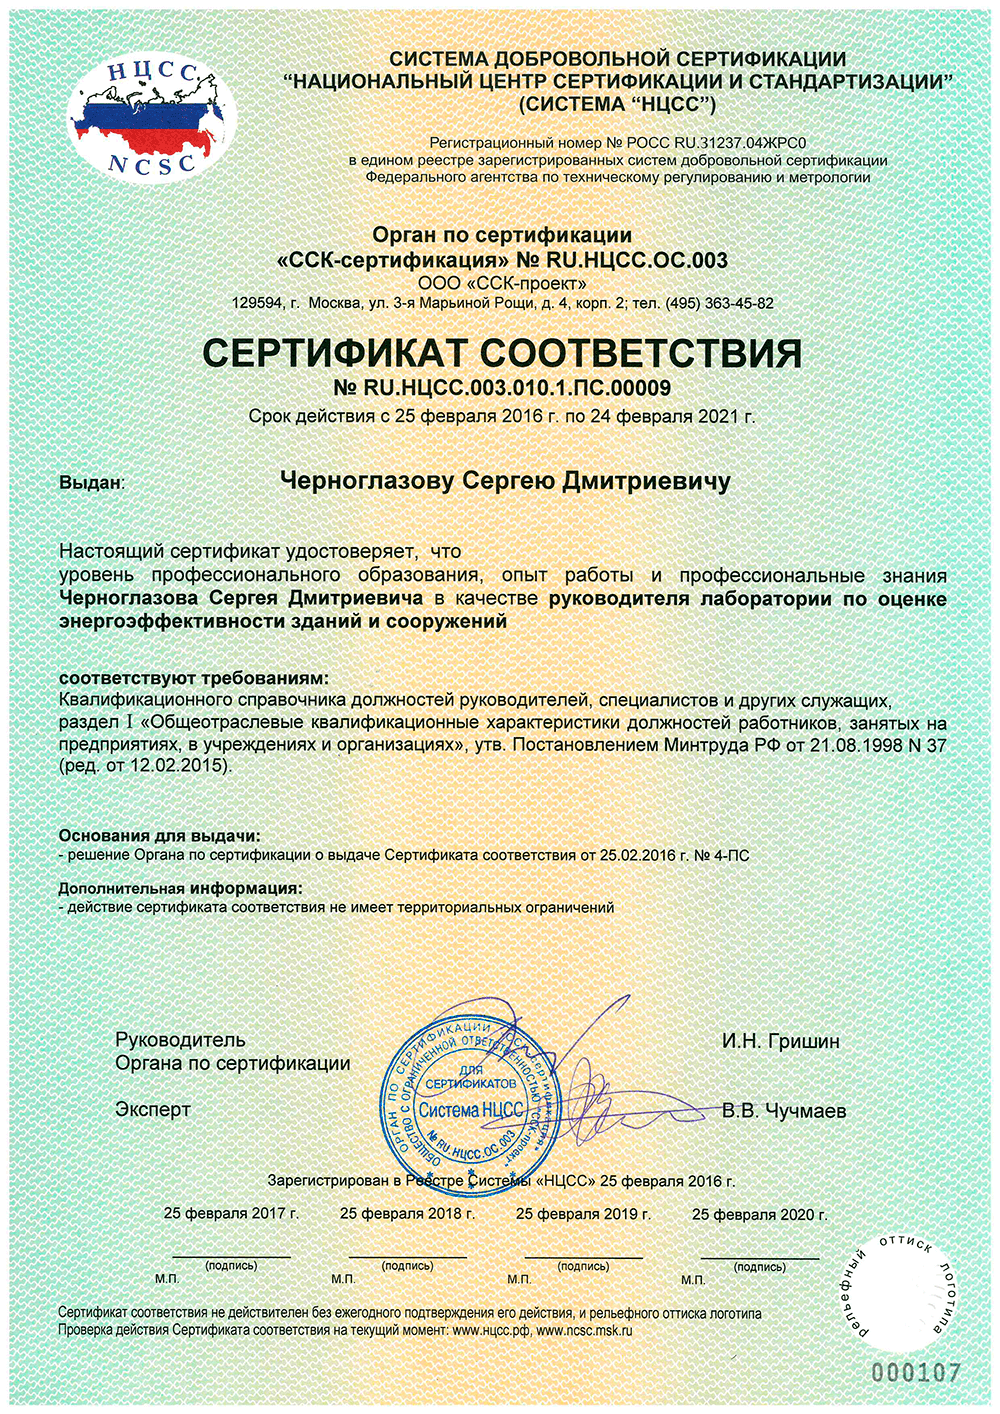 НЦСС
NCSC
СИСТЕМА ДОБРОВОЛЬНОЙ СЕРТИФИКАЦИИ
“НАЦИОНАЛЬНЫЙ ЦЕНТР СЕРТИФИКАЦИИ И СТАНДАРТИЗАЦИИ”
(СИСТЕМА “НЦСС”)
Регистрационный номер № РОСС RU.31237.04ЖРС0
в едином реестре зарегистрированных систем добровольной сертификации
Федерального агентства по техническому регулированию и метрологии
Орган по сертификации
«ССК-сертификация» № RU.НЦСС.ОС.003
ООО «ССК-проект»
129594, г. Москва, ул. 3-я Марьиной Рощи, д. 4, корп. 2; тел. (495) 363-45-82
СЕРТИФИКАТ СООТВЕТСТВИЯ
№ RU.НЦСС.003.010.1.ПС.00009
Срок действия с 25 февраля 2016 г. по 24 февраля 2021 г.
Выдан: Черноглазову Сергею Дмитриевичу
Настоящий сертификат удостоверяет, что
уровень профессионального образования, опыт работы и профессиональные знания
Черноглазова Сергея Дмитриевича в качестве руководителя лаборатории по оценке
энергоэффективности зданий и сооружений
соответствуют требованиям:
Квалификационного справочника должностей руководителей, специалистов и других служащих,
раздел I «Общеотраслевые квалификационные характеристики должностей работников, занятых на
предприятиях, в учреждениях и организациях», утв. Постановлением Минтруда РФ от 21.08.1998 N 37
(ред. от 12.02.2015).
Основания для выдачи:
- решение Органа по сертификации о выдаче Сертификата соответствия от 25.02.2016 г. № 4-ПС
Дополнительная информация:
- действие сертификата соответствия не имеет территориальных ограничений
Руководитель
Органа по сертификации
И.Н. Гришин
Эксперт
В.В. Чучмаев
ОРГАН ПО СЕРТИФИКАЦИИ "ССК-сертификация"
ОБЩЕСТВО С ОГРАНИЧЕННОЙ ОТВЕТСТВЕННОСТЬЮ "ССК-проект"
ДЛЯ
СЕРТИФИКАТОВ
Система НЦСС
№ RU.НЦСС.ОС.003
Зарегистрирован в Реестре Системы «НЦСС» 25 февраля 2016 г.
25 февраля 2017 г. 25 февраля 2018 г. 25 февраля 2019 г. 25 февраля 2020 г.
(подпись) (подпись) (подпись) (подпись)
М.П. М.П. М.П. М.П.
рельефный оттиск логотипа
Сертификат соответствия не действителен без ежегодного подтверждения его действия, и рельефного оттиска логотипа
Проверка действия Сертификата соответствия на текущий момент: www.нцсс.рф, www.ncsc.msk.ru
000107